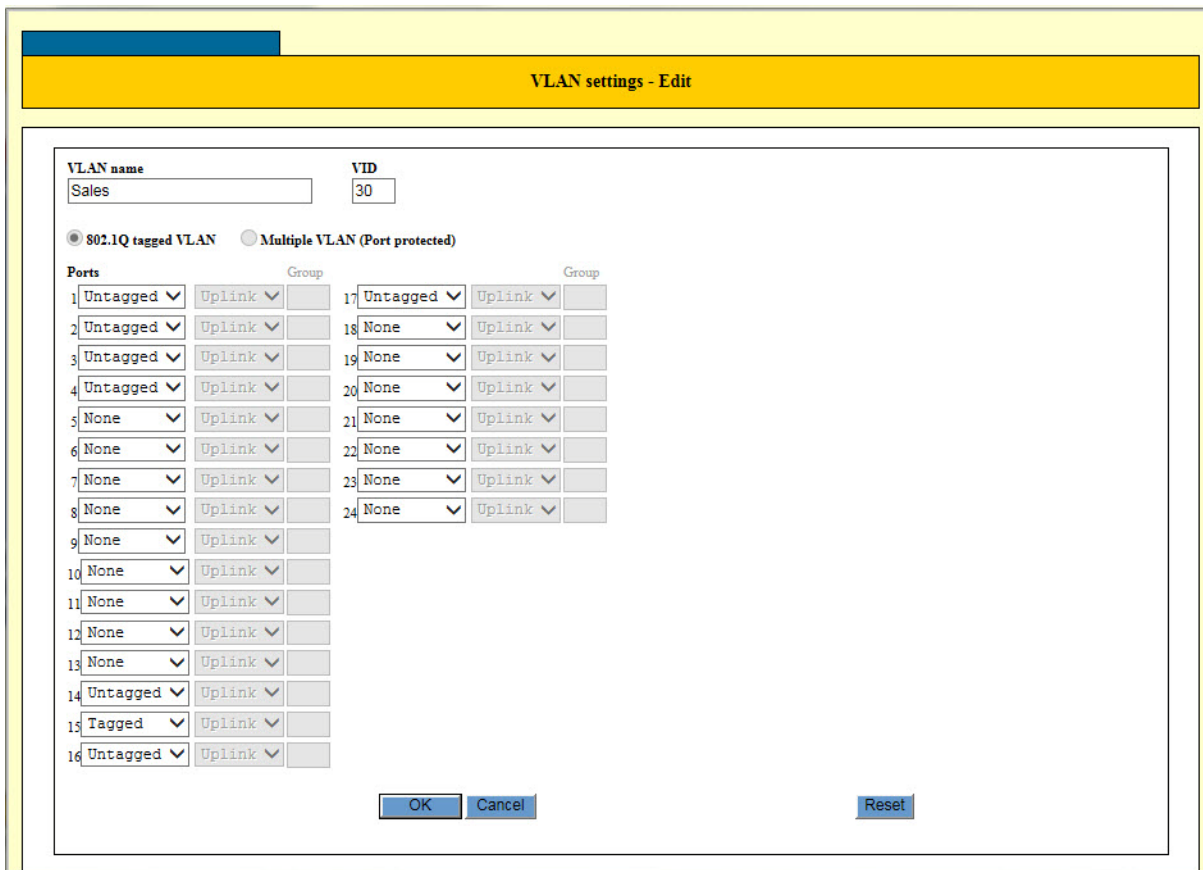 VLAN settings - Edit
VLAN name VID
Sales 30
802.1Q tagged VLAN Multiple VLAN (Port protected)
Ports Group Group
1 Untagged Uplink 17 Untagged Uplink
2 Untagged Uplink 18 None Uplink
3 Untagged Uplink 19 None Uplink
4 Untagged Uplink 20 None Uplink
5 None Uplink 21 None Uplink
6 None Uplink 22 None Uplink
7 None Uplink 23 None Uplink
8 None Uplink 24 None Uplink
9 None Uplink
10 None Uplink
11 None Uplink
12 None Uplink
13 None Uplink
14 Untagged Uplink
15 Tagged Uplink
16 Untagged Uplink
OK Cancel Reset